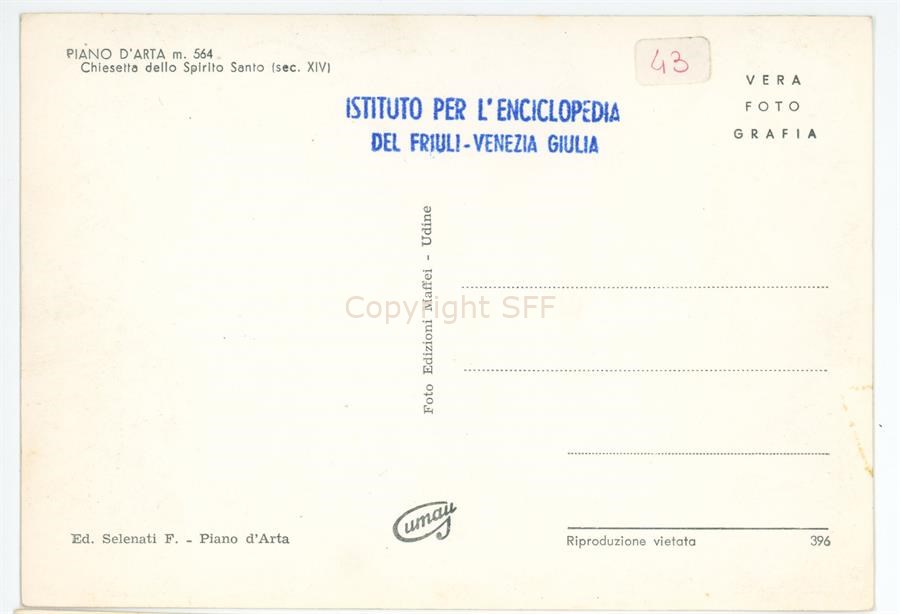 PIANO D'ARTA m. 564
Chiesetta dello Spirito Santo (sec. XIV)
43
VERA
FOTO
GRAFIA
ISTITUTO PER L'ENCICLOPEDIA
DEL FRIULI-VENEZIA GIULIA
Foto Edizioni Maffei - Udine
Copyright SFF
Cumau
Ed. Selenati F. - Piano d'Arta
Riproduzione vietata 396